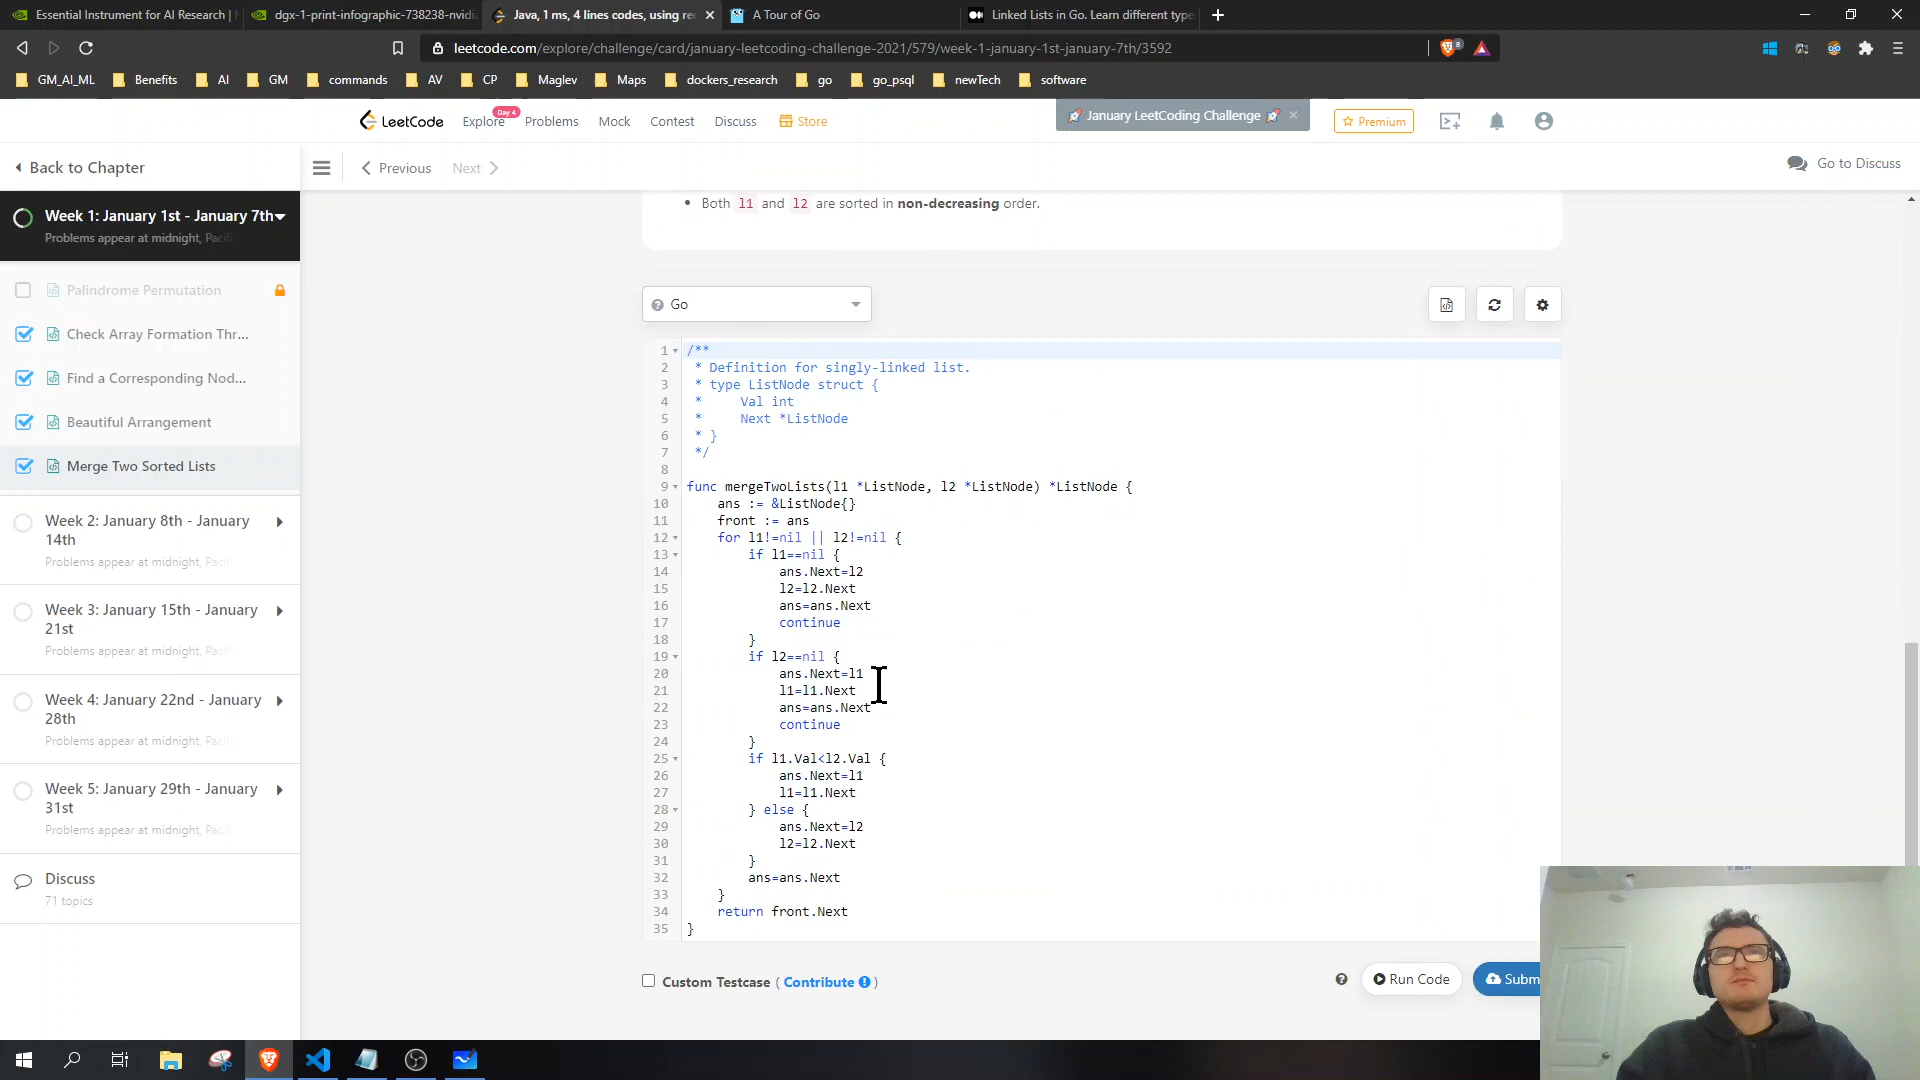 Essential Instrument for AI Research |
dgx-1-print-infographic-738238-nvidi
Java, 1 ms, 4 lines codes, using re
A Tour of Go
Linked Lists in Go. Learn different type
leetcode.com/explore/challenge/card/january-leetcoding-challenge-2021/579/week-1-january-1st-january-7th/3592
GM_AI_ML
Benefits
AI
GM
commands
AV
CP
Maglev
Maps
dockers_research
go
go_psql
newTech
software
LeetCode
Explore
Day 4
Problems
Mock
Contest
Discuss
Store
🚀 January LeetCoding Challenge 🚀
Premium
Back to Chapter
Previous
Next
Go to Discuss
Week 1: January 1st - January 7th
Problems appear at midnight, Pacifi
Palindrome Permutation
Check Array Formation Thr...
Find a Corresponding Nod...
Beautiful Arrangement
Merge Two Sorted Lists
Week 2: January 8th - January
14th
Problems appear at midnight, Pacifi
Week 3: January 15th - January
21st
Problems appear at midnight, Pacifi
Week 4: January 22nd - January
28th
Problems appear at midnight, Pacifi
Week 5: January 29th - January
31st
Problems appear at midnight, Pacifi
Discuss
71 topics
• Both l1 and l2 are sorted in non-decreasing order.
Go
1 /**
2 * Definition for singly-linked list.
3 * type ListNode struct {
4 *     Val int
5 *     Next *ListNode
6 * }
7 */
8
9 func mergeTwoLists(l1 *ListNode, l2 *ListNode) *ListNode {
10     ans := &ListNode{}
11     front := ans
12     for l1!=nil || l2!=nil {
13         if l1==nil {
14             ans.Next=l2
15             l2=l2.Next
16             ans=ans.Next
17             continue
18         }
19         if l2==nil {
20             ans.Next=l1
21             l1=l1.Next
22             ans=ans.Next
23             continue
24         }
25         if l1.Val<l2.Val {
26             ans.Next=l1
27             l1=l1.Next
28         } else {
29             ans.Next=l2
30             l2=l2.Next
31         }
32         ans=ans.Next
33     }
34     return front.Next
35 }
Custom Testcase ( Contribute )
Run Code
Subm